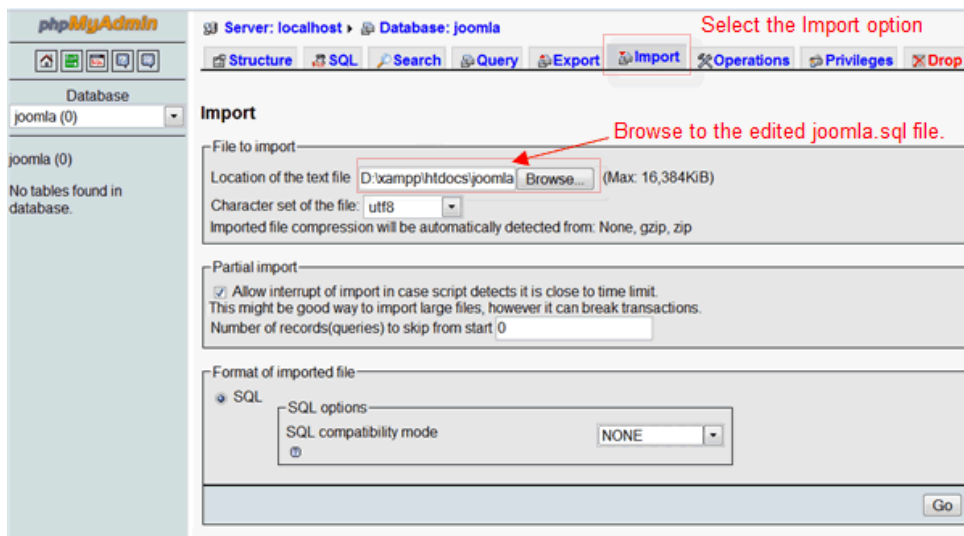 phpMyAdmin
Database
joomla (0)
joomla (0)
No tables found in
database.
Server: localhost Database: joomla
Select the Import option
Structure SQL Search Query Export Import Operations Privileges Drop
Import
Browse to the edited joomla.sql file.
File to import
Location of the text file D:\xampp\htdocs\joomla Browse... (Max: 16,384KiB)
Character set of the file: utf8
Imported file compression will be automatically detected from: None, gzip, zip
Partial import
Allow interrupt of import in case script detects it is close to time limit.
This might be good way to import large files, however it can break transactions.
Number of records(queries) to skip from start 0
Format of imported file
SQL
SQL options
SQL compatibility mode NONE
Go